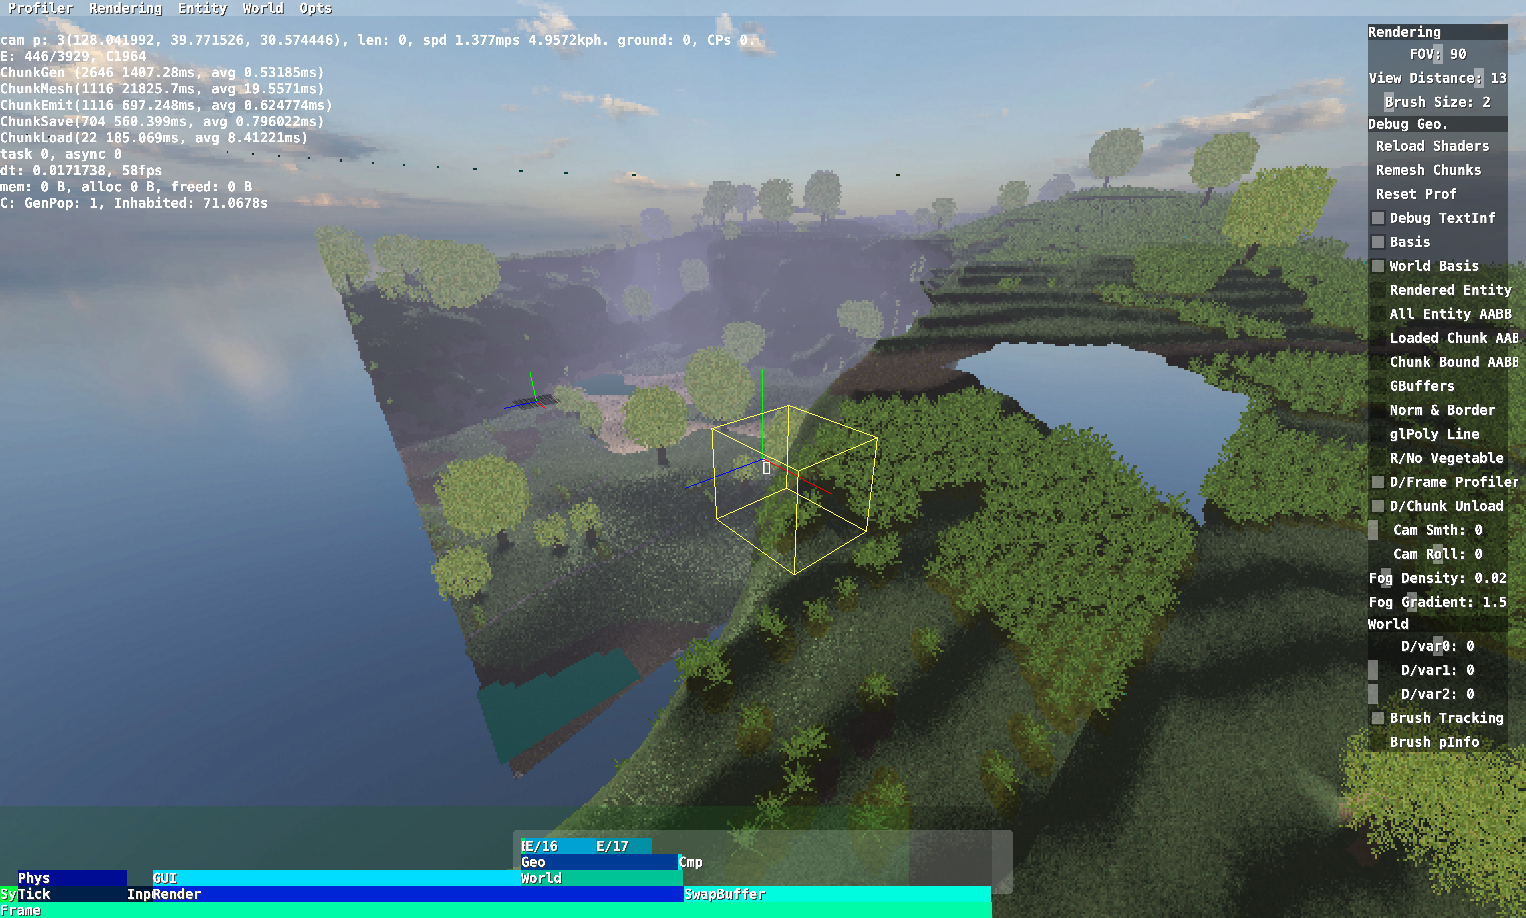 Profiler Rendering Entity World Opts
cam p: 3(128.041992, 39.771526, 30.574446), len: 0, spd 1.377mps 4.9572kph. ground: 0, CPs 0.
E: 446/3929, C1964
ChunkGen (2646 1407.28ms, avg 0.53185ms)
ChunkMesh(1116 21825.7ms, avg 19.5571ms)
ChunkEmit(1116 697.248ms, avg 0.624774ms)
ChunkSave(704 560.399ms, avg 0.796022ms)
ChunkLoad(22 185.069ms, avg 8.41221ms)
task 0, async 0
dt: 0.0171738, 58fps
mem: 0 B, alloc 0 B, freed: 0 B
C: GenPop: 1, Inhabited: 71.0678s
Rendering
FOV: 90
View Distance: 13
Brush Size: 2
Debug Geo.
Reload Shaders
Remesh Chunks
Reset Prof
Debug TextInf
Basis
World Basis
Rendered Entity
All Entity AABB
Loaded Chunk AAB
Chunk Bound AABB
GBuffers
Norm & Border
glPoly Line
R/No Vegetable
D/Frame Profiler
D/Chunk Unload
Cam Smth: 0
Cam Roll: 0
Fog Density: 0.02
Fog Gradient: 1.5
World
D/var0: 0
D/var1: 0
D/var2: 0
Brush Tracking
Brush pInfo
E/16 E/17
Geo Cmp
Phys GUI World
Sy Tick Inp Render SwapBuffer
Frame